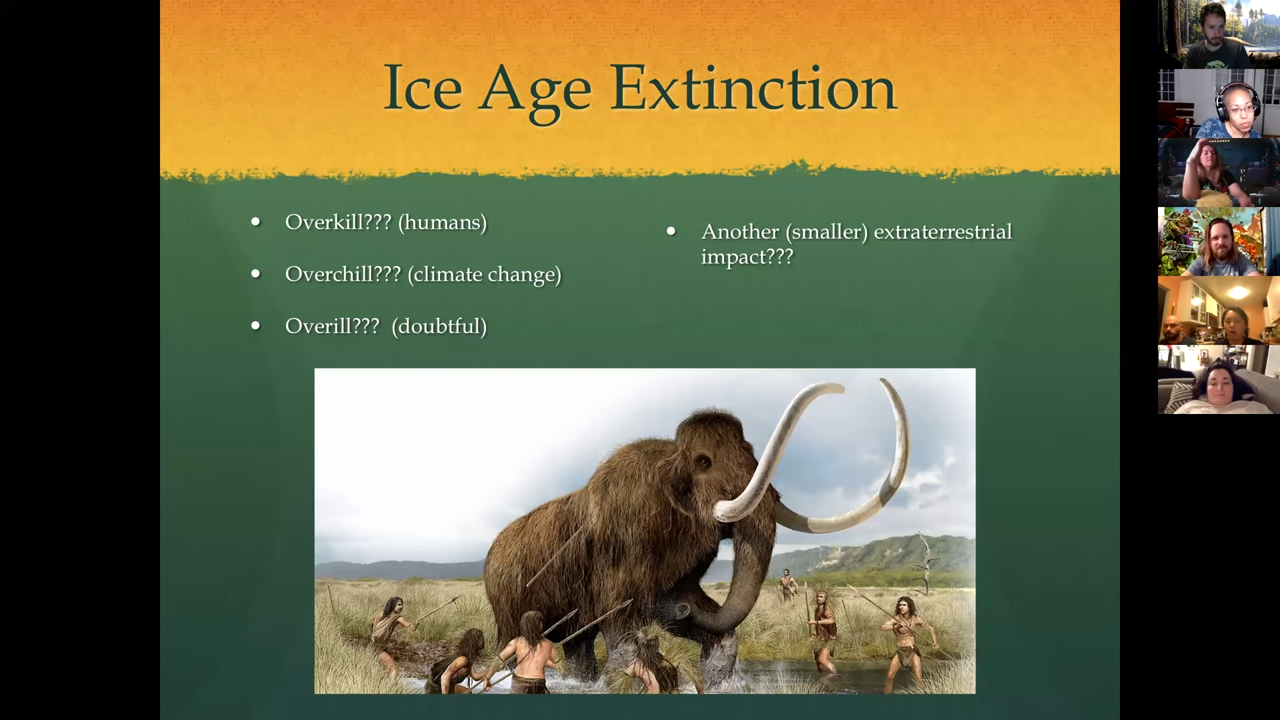 Ice Age Extinction
Overkill??? (humans)
Overchill??? (climate change)
Overill??? (doubtful)
Another (smaller) extraterrestrial
impact???